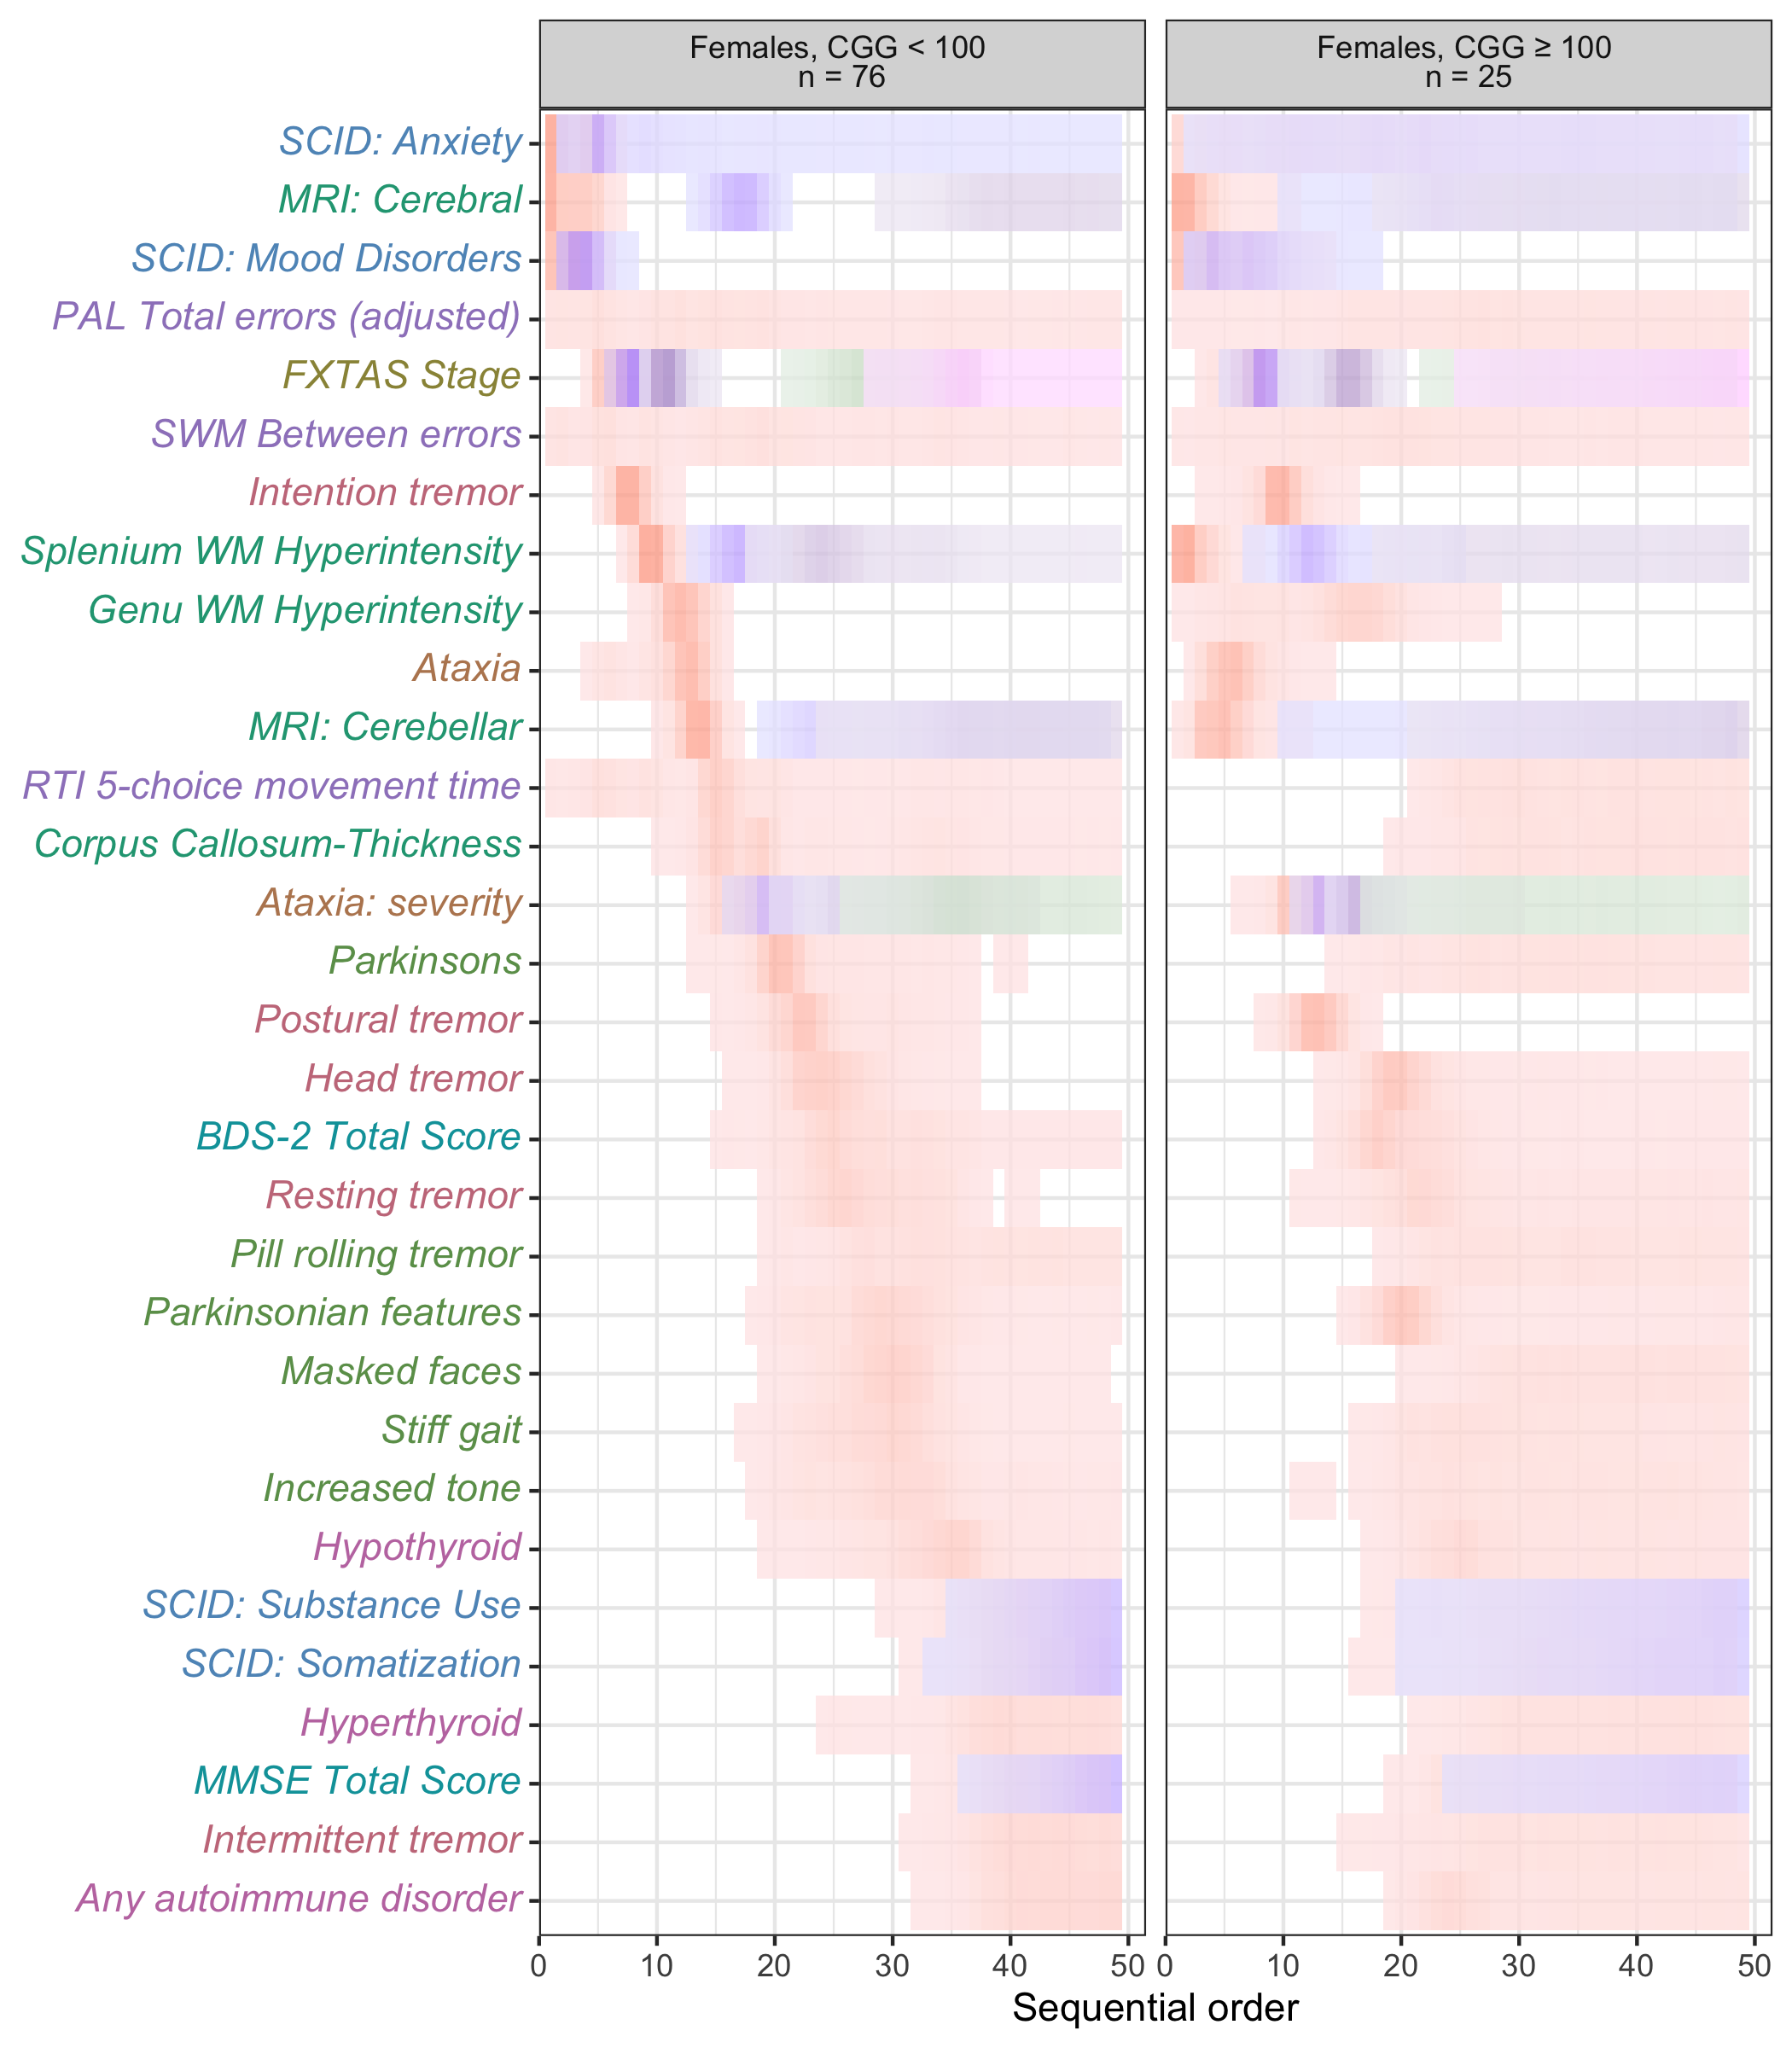 Females, CGG < 100
n = 76
Females, CGG ≥ 100
n = 25
SCID: Anxiety
MRI: Cerebral
SCID: Mood Disorders
PAL Total errors (adjusted)
FXTAS Stage
SWM Between errors
Intention tremor
Splenium WM Hyperintensity
Genu WM Hyperintensity
Ataxia
MRI: Cerebellar
RTI 5-choice movement time
Corpus Callosum-Thickness
Ataxia: severity
Parkinsons
Postural tremor
Head tremor
BDS-2 Total Score
Resting tremor
Pill rolling tremor
Parkinsonian features
Masked faces
Stiff gait
Increased tone
Hypothyroid
SCID: Substance Use
SCID: Somatization
Hyperthyroid
MMSE Total Score
Intermittent tremor
Any autoimmune disorder
0 10 20 30 40 50 0 10 20 30 40 50
Sequential order